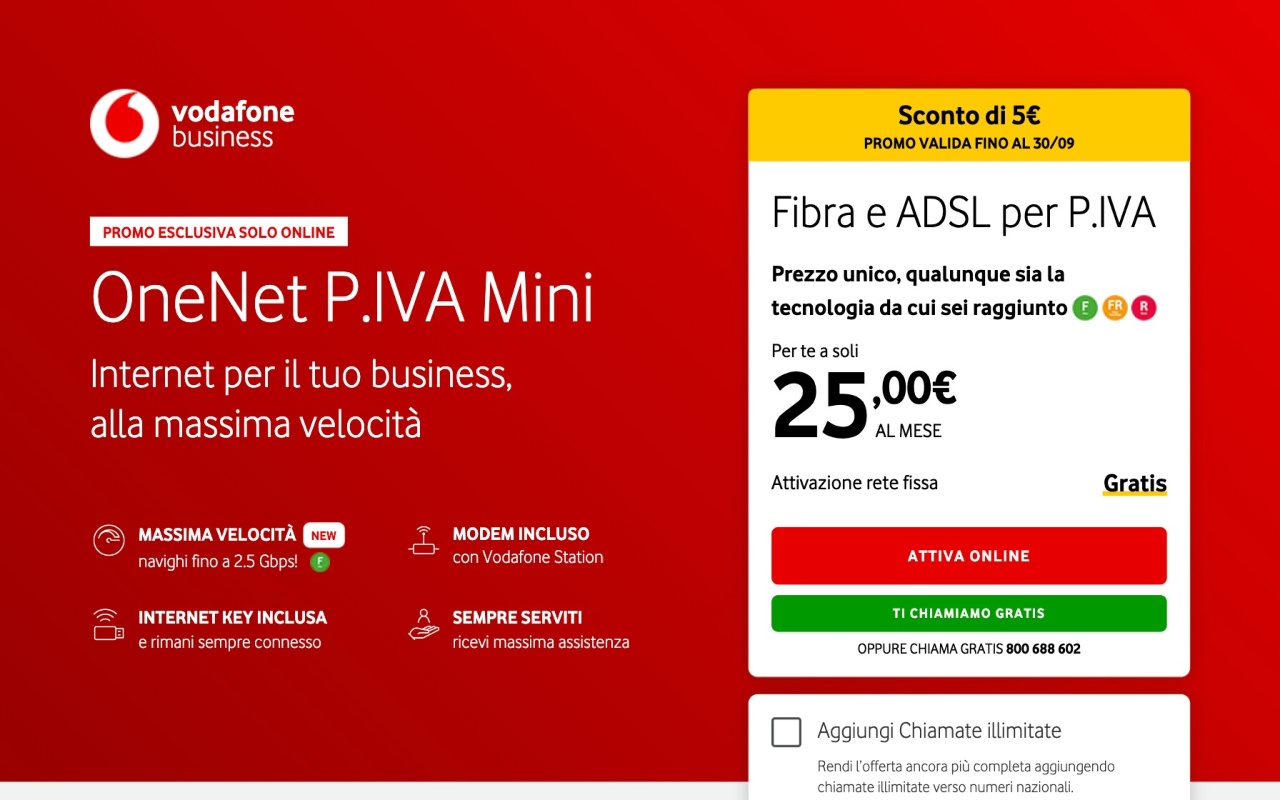 vodafone
business
PROMO ESCLUSIVA SOLO ONLINE
OneNet P.IVA Mini
Internet per il tuo business,
alla massima velocità
MASSIMA VELOCITÀ NEW
navighi fino a 2.5 Gbps! F
MODEM INCLUSO
con Vodafone Station
INTERNET KEY INCLUSA
e rimani sempre connesso
SEMPRE SERVITI
ricevi massima assistenza
Sconto di 5€
PROMO VALIDA FINO AL 30/09
Fibra e ADSL per P.IVA
Prezzo unico, qualunque sia la
tecnologia da cui sei raggiunto F FR R
Per te a soli
25,00€
AL MESE
Attivazione rete fissa Gratis
ATTIVA ONLINE
TI CHIAMIAMO GRATIS
OPPURE CHIAMA GRATIS 800 688 602
Aggiungi Chiamate illimitate
Rendi l'offerta ancora più completa aggiungendo
chiamate illimitate verso numeri nazionali.